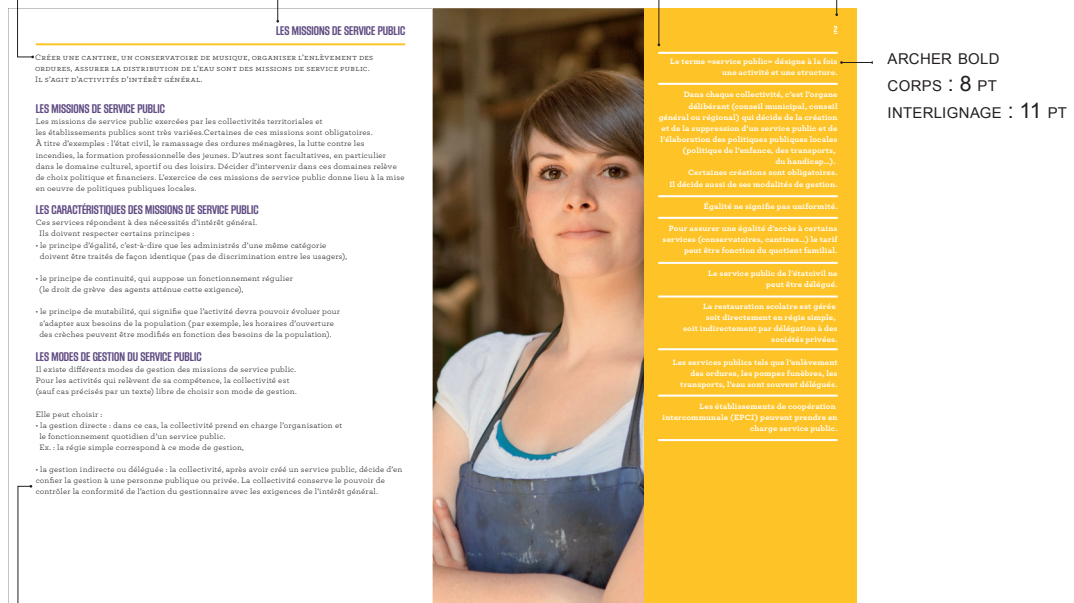 LES MISSIONS DE SERVICE PUBLIC
CRÉER UNE CANTINE, UN CONSERVATOIRE DE MUSIQUE, ORGANISER L'ENLÈVEMENT DES
ORDURES, ASSURER LA DISTRIBUTION DE L'EAU SONT DES MISSIONS DE SERVICE PUBLIC.
IL S'AGIT D'ACTIVITÉS D'INTÉRÊT GÉNÉRAL.
LES MISSIONS DE SERVICE PUBLIC
Les missions de service public exercées par les collectivités territoriales et
les établissements publics sont très variées.Certaines de ces missions sont obligatoires.
À titre d'exemples : l'état civil, le ramassage des ordures ménagères, la lutte contre les
incendies, la formation professionnelle des jeunes. D'autres sont facultatives, en particulier
dans le domaine culturel, sportif ou des loisirs. Décider d'intervenir dans ces domaines relève
de choix politique et financiers. L'exercice de ces missions de service public donne lieu à la mise
en oeuvre de politiques publiques locales.
LES CARACTÉRISTIQUES DES MISSIONS DE SERVICE PUBLIC
Ces services répondent à des nécessités d'intérêt général.
Ils doivent respecter certains principes :
• le principe d'égalité, c'est-à-dire que les administrés d'une même catégorie
doivent être traités de façon identique (pas de discrimination entre les usagers),
• le principe de continuité, qui suppose un fonctionnement régulier
(le droit de grève des agents atténue cette exigence),
• le principe de mutabilité, qui signifie que l'activité devra pouvoir évoluer pour
s'adapter aux besoins de la population (par exemple, les horaires d'ouverture
des crèches peuvent être modifiés en fonction des besoins de la population).
LES MODES DE GESTION DU SERVICE PUBLIC
Il existe différents modes de gestion des missions de service public.
Pour les activités qui relèvent de sa compétence, la collectivité est
(sauf cas précisés par un texte) libre de choisir son mode de gestion.
Elle peut choisir :
• la gestion directe : dans ce cas, la collectivité prend en charge l'organisation et
le fonctionnement quotidien d'un service public.
Ex. : la régie simple correspond à ce mode de gestion,
• la gestion indirecte ou déléguée : la collectivité, après avoir créé un service public, décide d'en
confier la gestion à une personne publique ou privée. La collectivité conserve le pouvoir de
contrôler la conformité de l'action du gestionnaire avec les exigences de l'intérêt général.
2
Le terme «service public» désigne à la fois
une activité et une structure.
Dans chaque collectivité, c'est l'organe
délibérant (conseil municipal, conseil
général ou régional) qui décide de la création
et de la suppression d'un service public et de
l'élaboration des politiques publiques locales
(politique de l'enfance, des transports,
du handicap...).
Certaines créations sont obligatoires.
Il décide aussi de ses modalités de gestion.
Égalité ne signifie pas uniformité.
Pour assurer une égalité d'accès à certains
services (conservatoires, cantines...) le tarif
peut être fonction du quotient familial.
Le service public de l'étatcivil ne
peut être délégué.
La restauration scolaire est gérée
soit directement en régie simple,
soit indirectement par délégation à des
sociétés privées.
Les services publics tels que l'enlèvement
des ordures, les pompes funèbres, les
transports, l'eau sont souvent délégués.
Les établissements de coopération
intercommunale (EPCI) peuvent prendre en
charge service public.
ARCHER BOLD
CORPS : 8 PT
INTERLIGNAGE : 11 PT